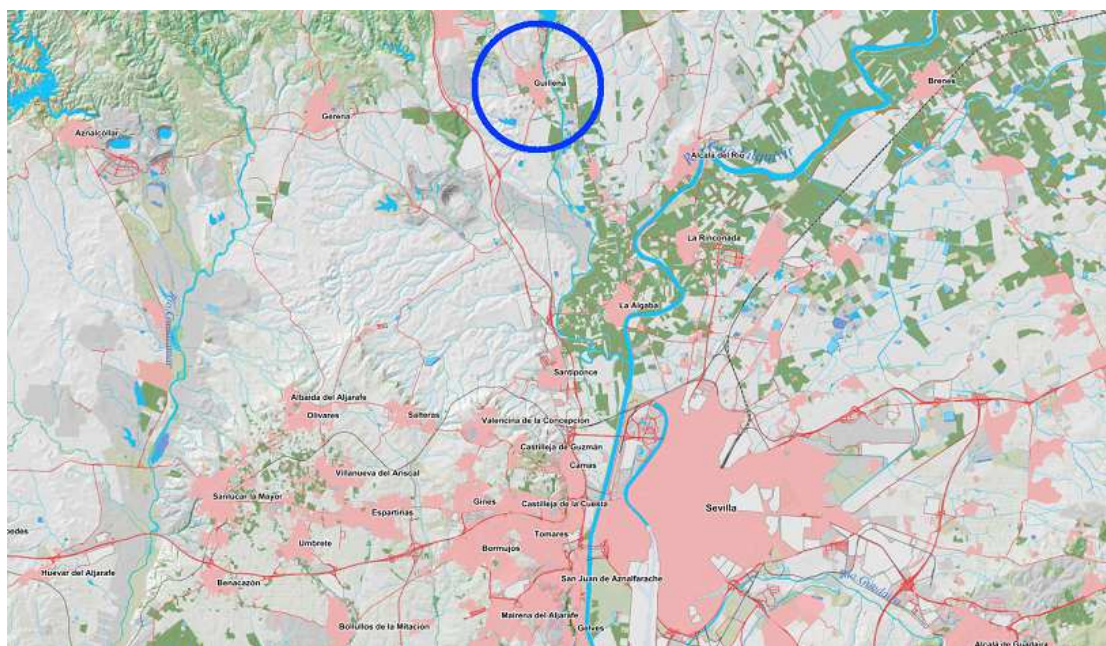 Guillena
Brenes
Gerena
Aznalcóllar
Alcalá del Río
La Rinconada
La Algaba
Santiponce
Albaida del Aljarafe
Olivares
Salteras
Valencina de la Concepción
Castilleja de Guzmán
Camas
Villanueva del Ariscal
Sanlúcar la Mayor
Gines
Castilleja de la Cuesta
Espartinas
Sevilla
Tomares
Umbrete
Bormujos
Huévar del Aljarafe
Benacazón
San Juan de Aznalfarache
Río Guadaira
Mairena del Aljarafe
Bollullos de la Mitación
Gelves
Alcalá de Guadaíra